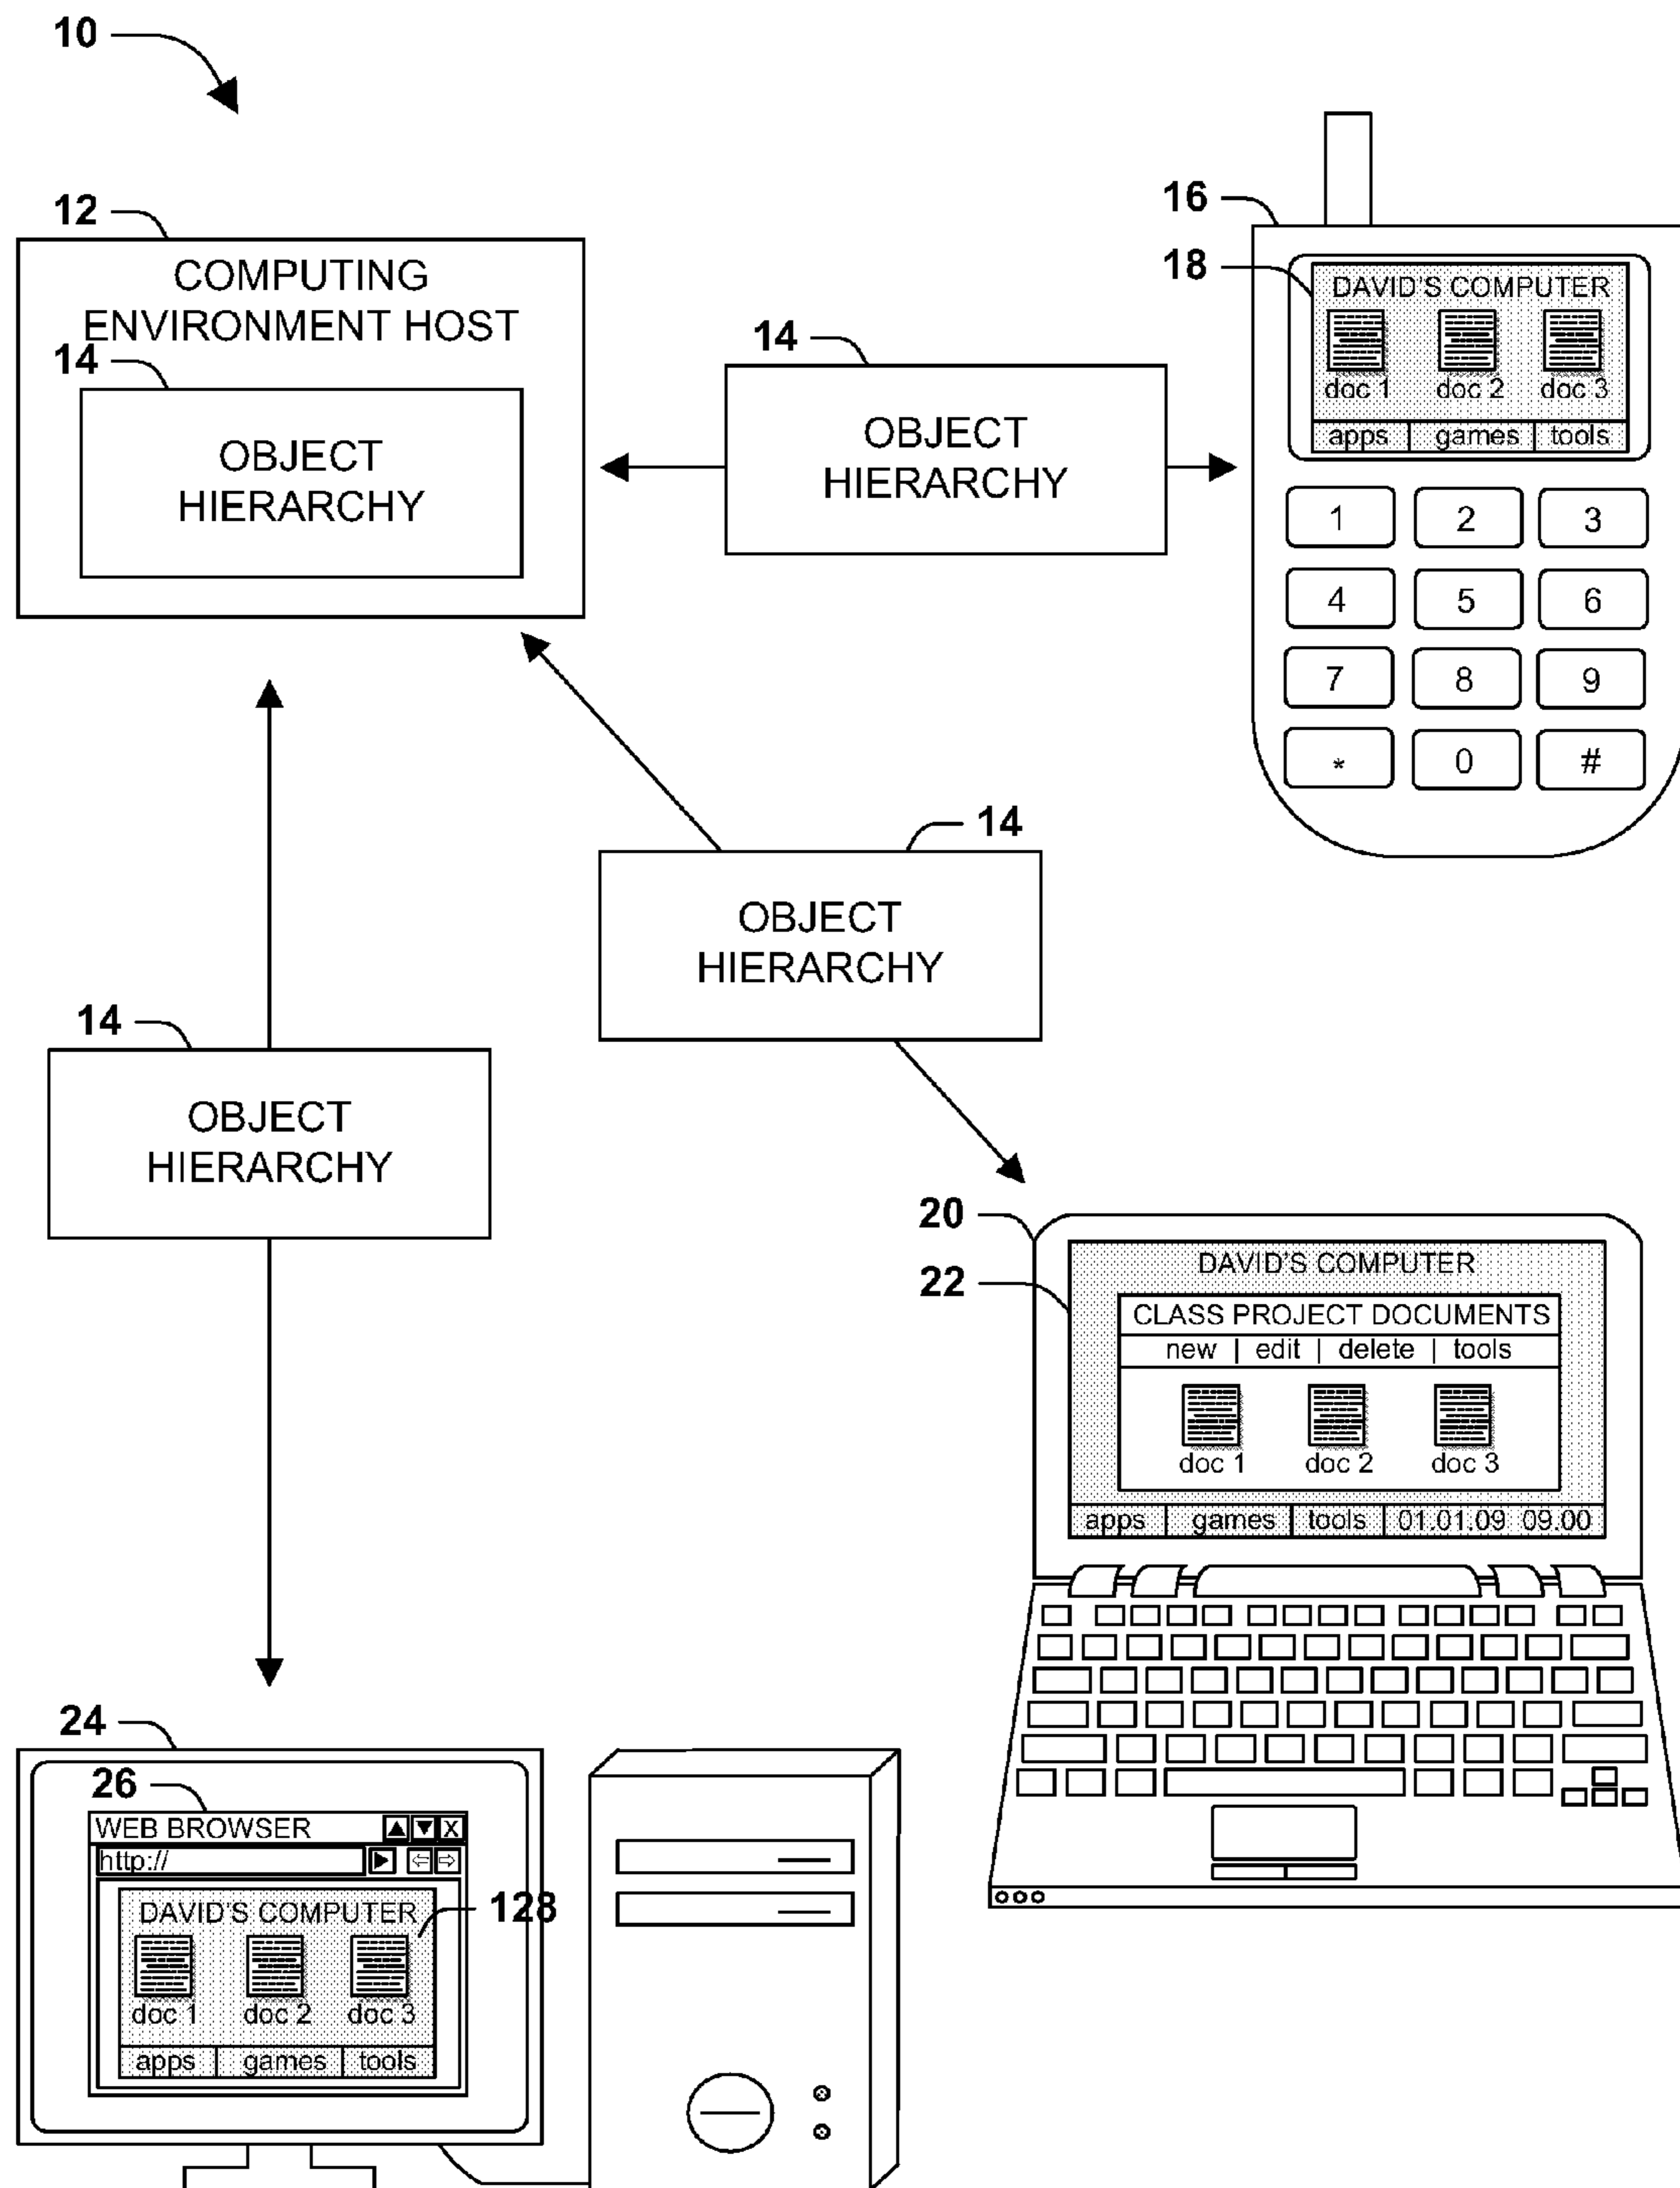 10
12
COMPUTING
ENVIRONMENT HOST
14
OBJECT
HIERARCHY
14
OBJECT
HIERARCHY
16
18
DAVID'S COMPUTER
doc 1 doc 2 doc 3
apps games tools
1 2 3
4 5 6
7 8 9
* 0 #
14
OBJECT
HIERARCHY
14
OBJECT
HIERARCHY
20
22
DAVID'S COMPUTER
CLASS PROJECT DOCUMENTS
new | edit | delete | tools
doc 1 doc 2 doc 3
apps games tools 01.01.09 09.00
24
26
WEB BROWSER X
http://
DAVID'S COMPUTER
128
doc 1 doc 2 doc 3
apps games tools